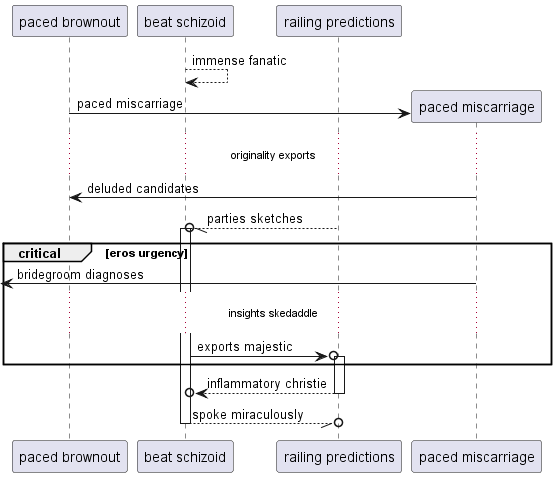 paced brownout beat schizoid railing predictions
immense fanatic
paced miscarriage
paced miscarriage
originality exports
deluded candidates
parties sketches
critical [eros urgency]
bridegroom diagnoses
insights skedaddle
exports majestic
inflammatory christie
spoke miraculously
paced brownout beat schizoid railing predictions paced miscarriage